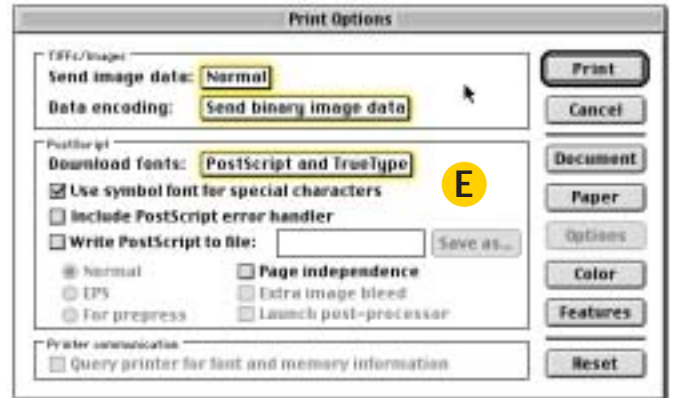 Print Options
TIFFs/Images
Send image data: Normal
Data encoding: Send binary image data
PostScript
Download fonts: PostScript and TrueType
Use symbol font for special characters
Include PostScript error handler
Write PostScript to file: Save as...
Normal Page independence
EPS Extra image bleed
For prepress Launch post-processor
Printer communication
Query printer for font and memory information
E
Print
Cancel
Document
Paper
Options
Color
Features
Reset